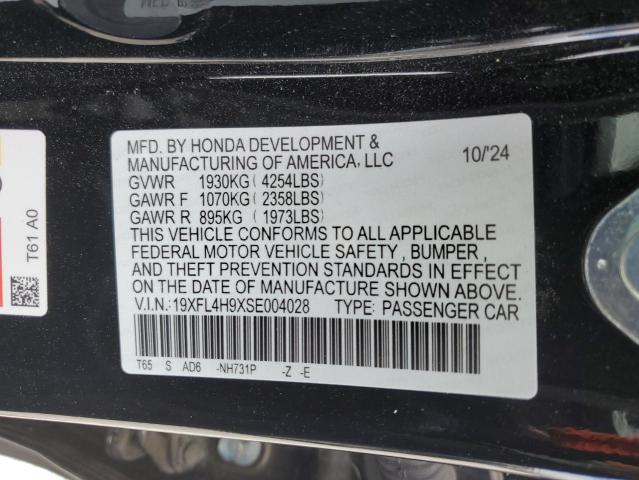 MFD. BY HONDA DEVELOPMENT &
MANUFACTURING OF AMERICA, LLC 10/'24
GVWR 1930KG ( 4254LBS)
GAWR F 1070KG ( 2358LBS)
GAWR R 895KG ( 1973LBS)
THIS VEHICLE CONFORMS TO ALL APPLICABLE
FEDERAL MOTOR VEHICLE SAFETY , BUMPER ,
AND THEFT PREVENTION STANDARDS IN EFFECT
ON THE DATE OF MANUFACTURE SHOWN ABOVE.
V.I.N.:19XFL4H9XSE004028 TYPE: PASSENGER CAR
T65 S AD6 -NH731P -Z -E
T61 A0